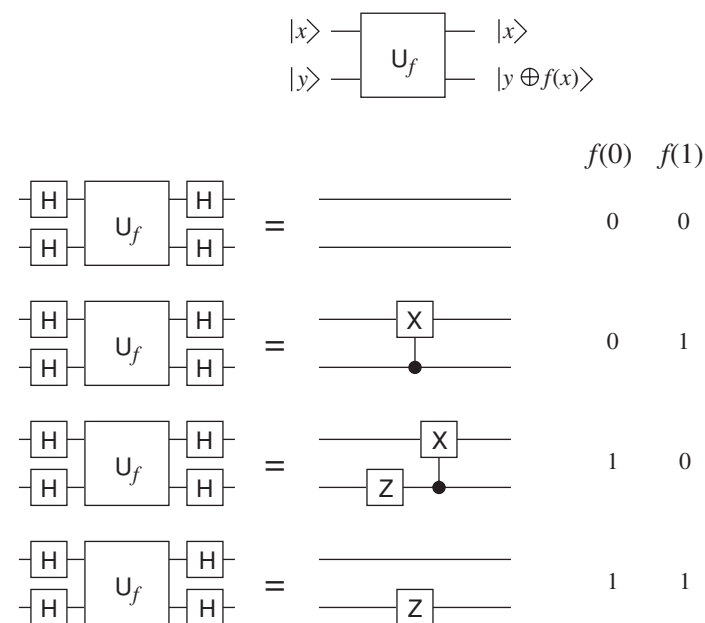 |x⟩ |x⟩
U_f
|y⟩ |y ⊕ f(x)⟩
f(0) f(1)
H H
U_f = 0 0
H H
H H X
U_f = 0 1
H H
H H X
U_f = 1 0
H H Z
H H
U_f = 1 1
H H Z